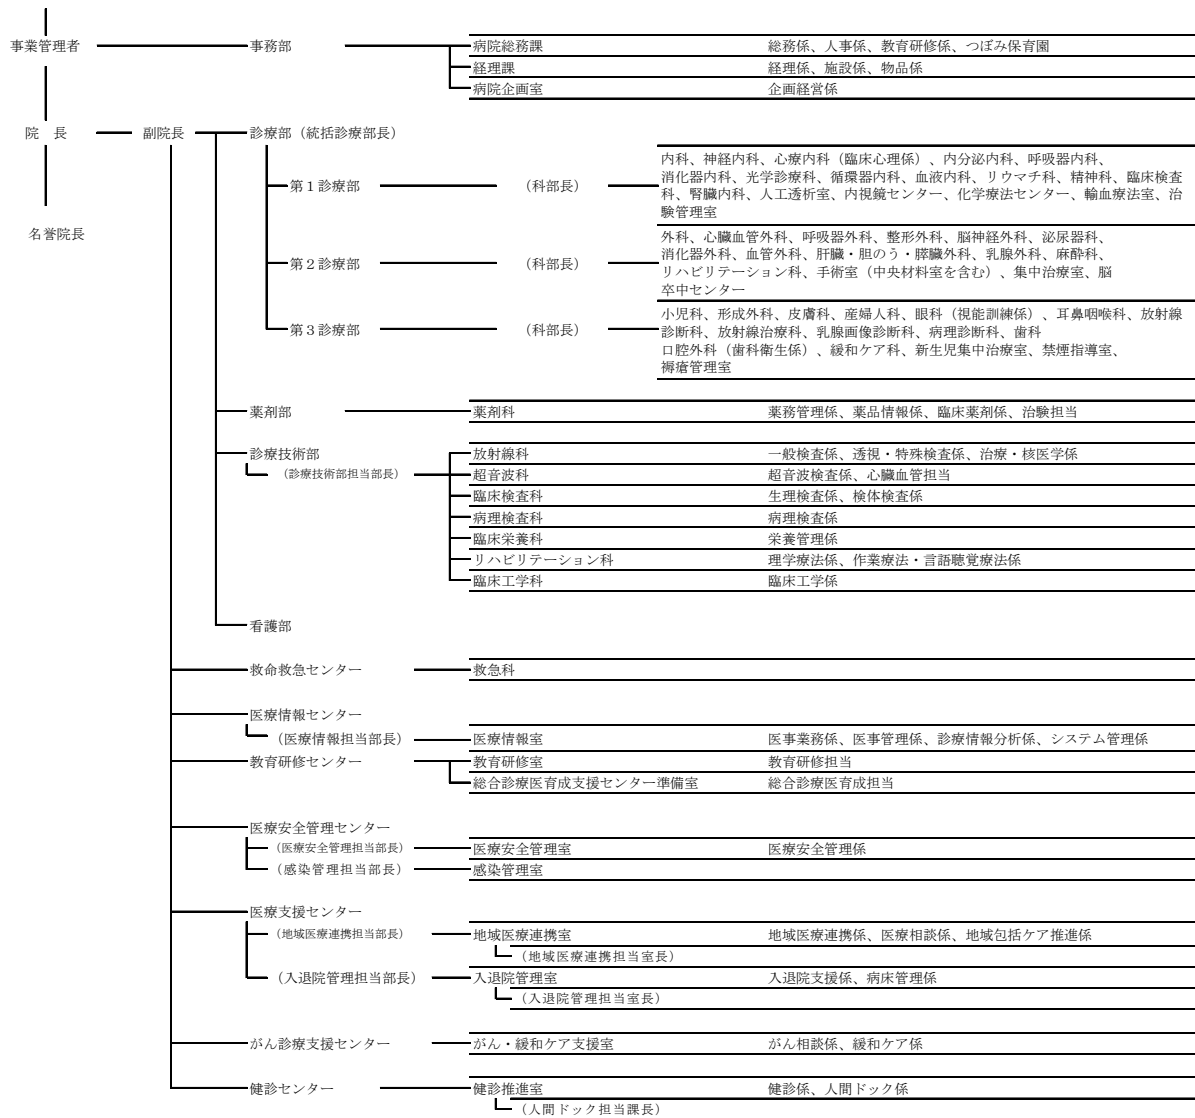 事業管理者 事務部 病院総務課 総務係、人事係、教育研修係、つぼみ保育園
経理課 経理係、施設係、物品係
病院企画室 企画経営係
院　長 副院長 診療部（統括診療部長）
第１診療部 （科部長） 内科、神経内科、心療内科（臨床心理係）、内分泌内科、呼吸器内科、
消化器内科、光学診療科、循環器内科、血液内科、リウマチ科、精神科、臨床検査
科、腎臓内科、人工透析室、内視鏡センター、化学療法センター、輸血療法室、治
験管理室
名誉院長
第２診療部 （科部長） 外科、心臓血管外科、呼吸器外科、整形外科、脳神経外科、泌尿器科、
消化器外科、血管外科、肝臓・胆のう・膵臓外科、乳腺外科、麻酔科、
リハビリテーション科、手術室（中央材料室を含む）、集中治療室、脳
卒中センター
第３診療部 （科部長） 小児科、形成外科、皮膚科、産婦人科、眼科（視能訓練係）、耳鼻咽喉科、放射線
診断科、放射線治療科、乳腺画像診断科、病理診断科、歯科
口腔外科（歯科衛生係）、緩和ケア科、新生児集中治療室、禁煙指導室、
褥瘡管理室
薬剤部 薬剤科 薬務管理係、薬品情報係、臨床薬剤係、治験担当
診療技術部 放射線科 一般検査係、透視・特殊検査係、治療・核医学係
（診療技術部担当部長） 超音波科 超音波検査係、心臓血管担当
臨床検査科 生理検査係、検体検査係
病理検査科 病理検査係
臨床栄養科 栄養管理係
リハビリテーション科 理学療法係、作業療法・言語聴覚療法係
臨床工学科 臨床工学係
看護部
救命救急センター 救急科
医療情報センター
（医療情報担当部長） 医療情報室 医事業務係、医事管理係、診療情報分析係、システム管理係
教育研修センター 教育研修室 教育研修担当
総合診療医育成支援センター準備室 総合診療医育成担当
医療安全管理センター
（医療安全管理担当部長） 医療安全管理室 医療安全管理係
（感染管理担当部長） 感染管理室
医療支援センター
（地域医療連携担当部長） 地域医療連携室 地域医療連携係、医療相談係、地域包括ケア推進係
（地域医療連携担当室長）
（入退院管理担当部長） 入退院管理室 入退院支援係、病床管理係
（入退院管理担当室長）
がん診療支援センター がん・緩和ケア支援室 がん相談係、緩和ケア係
健診センター 健診推進室 健診係、人間ドック係
（人間ドック担当課長）